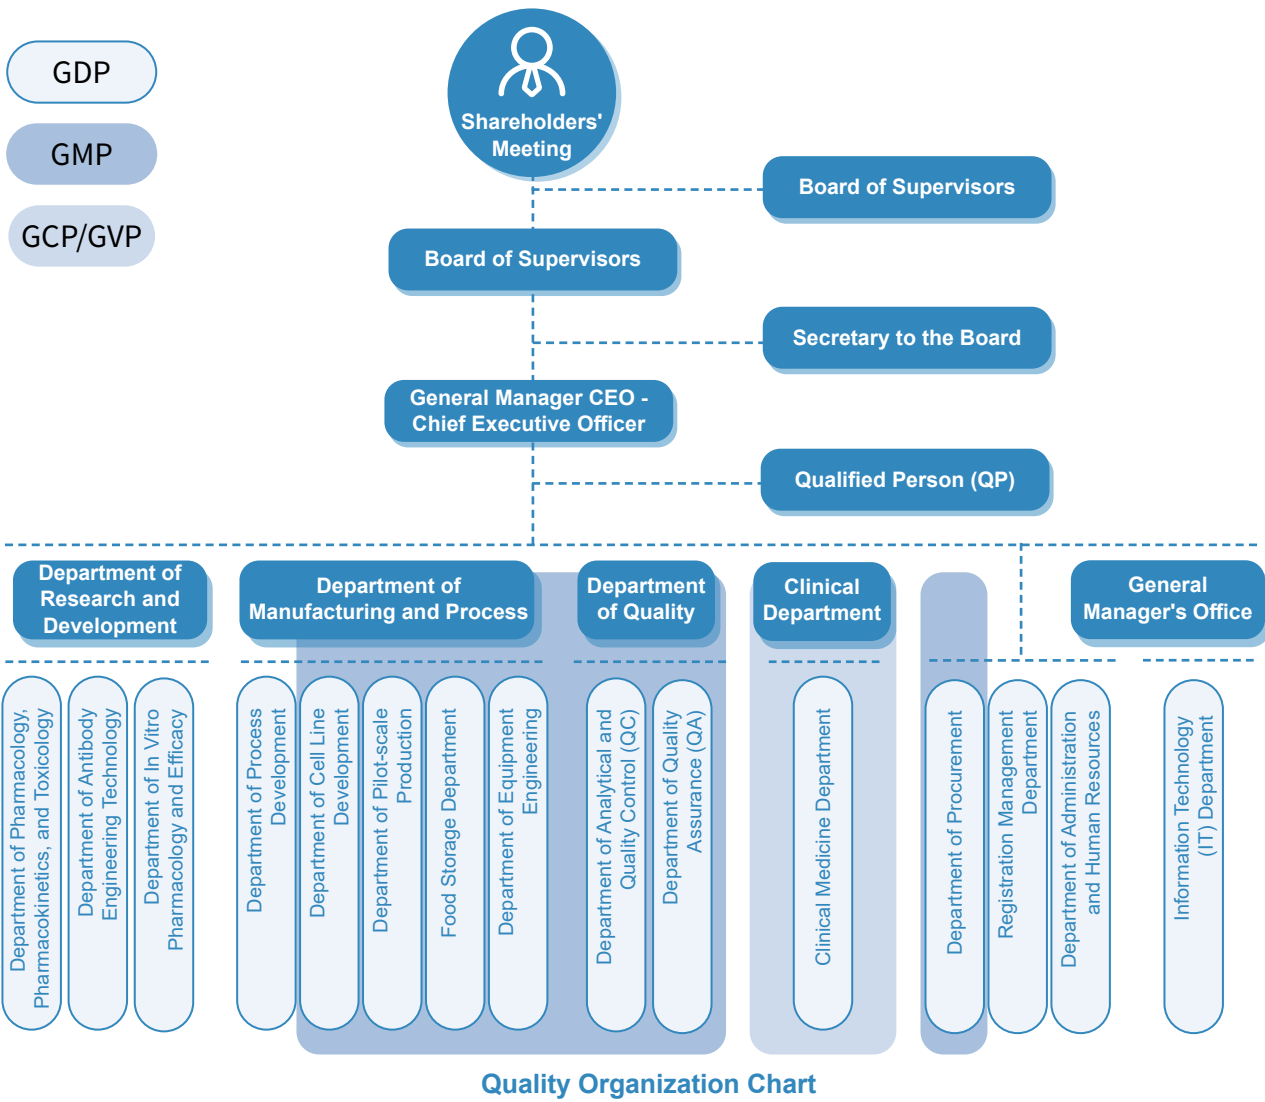 GDP
GMP
GCP/GVP
Shareholders'
Meeting
Board of Supervisors
Board of Supervisors
Secretary to the Board
General Manager CEO -
Chief Executive Officer
Qualified Person (QP)
Department of
Research and
Development
Department of
Manufacturing and Process
Department
of Quality
Clinical
Department
General
Manager's Office
Department of Pharmacology,
Pharmacokinetics, and Toxicology
Department of Antibody
Engineering Technology
Department of In Vitro
Pharmacology and Efficacy
Department of Process
Development
Department of Cell Line
Development
Department of Pilot-scale
Production
Food Storage Department
Department of Equipment
Engineering
Department of Analytical and
Quality Control (QC)
Department of Quality
Assurance (QA)
Clinical Medicine Department
Department of Procurement
Registration Management
Department
Department of Administration
and Human Resources
Information Technology
(IT) Department
Quality Organization Chart